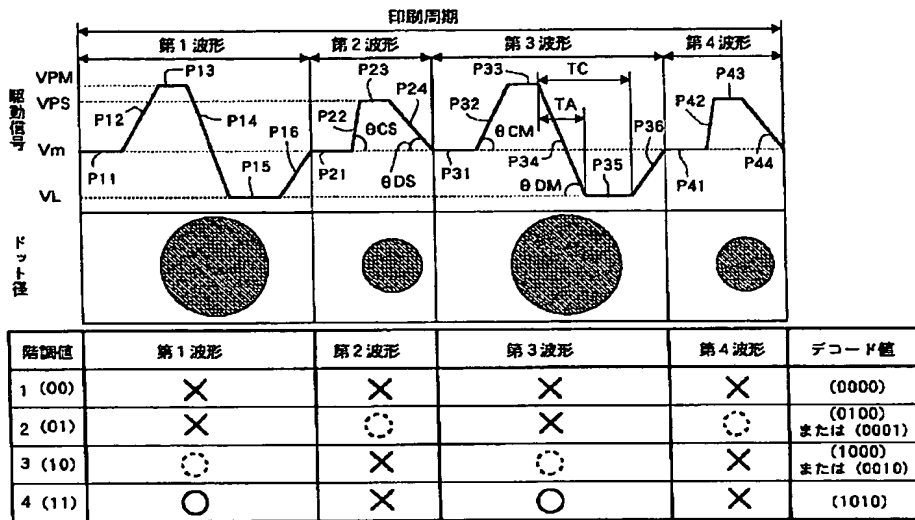 印刷周期
第1波形 第2波形 第3波形 第4波形
駆動信号
VPM
VPS
Vm
VL
P11 P12 P13 P14 P15 P16
P21 P22 P23 P24 θCS θDS
P31 P32 P33 P34 P35 P36 θCM θDM TA TC
P41 P42 P43 P44
ドット径
階調値 第1波形 第2波形 第3波形 第4波形 デコード値
1 (00) × × × × (0000)
2 (01) × ◌ × ◌ (0100)または(0001)
3 (10) ◌ × ◌ × (1000)または(0010)
4 (11) ○ × ○ × (1010)